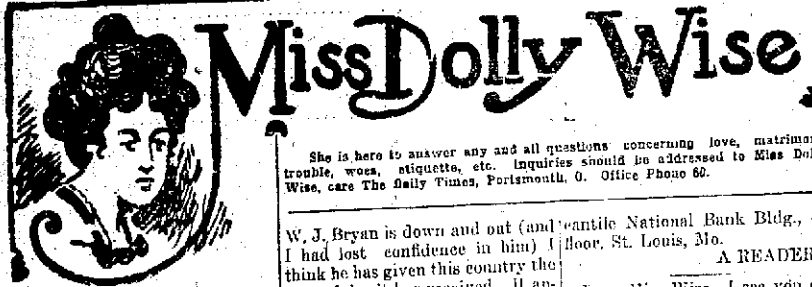 Miss Dolly Wise
She is here to answer any and all questions concerning love, matrimon
trouble, woes, etiquette, etc. Inquiries should be addressed to Miss Dol
Wise, care The Daily Times, Portsmouth, O. Office Phone 60.
W. J. Bryan is down and out (and
I had lost confidence in him) I
think he has given this country the
cantile National Bank Bldg.,
floor, St. Louis, Mo.
A READER